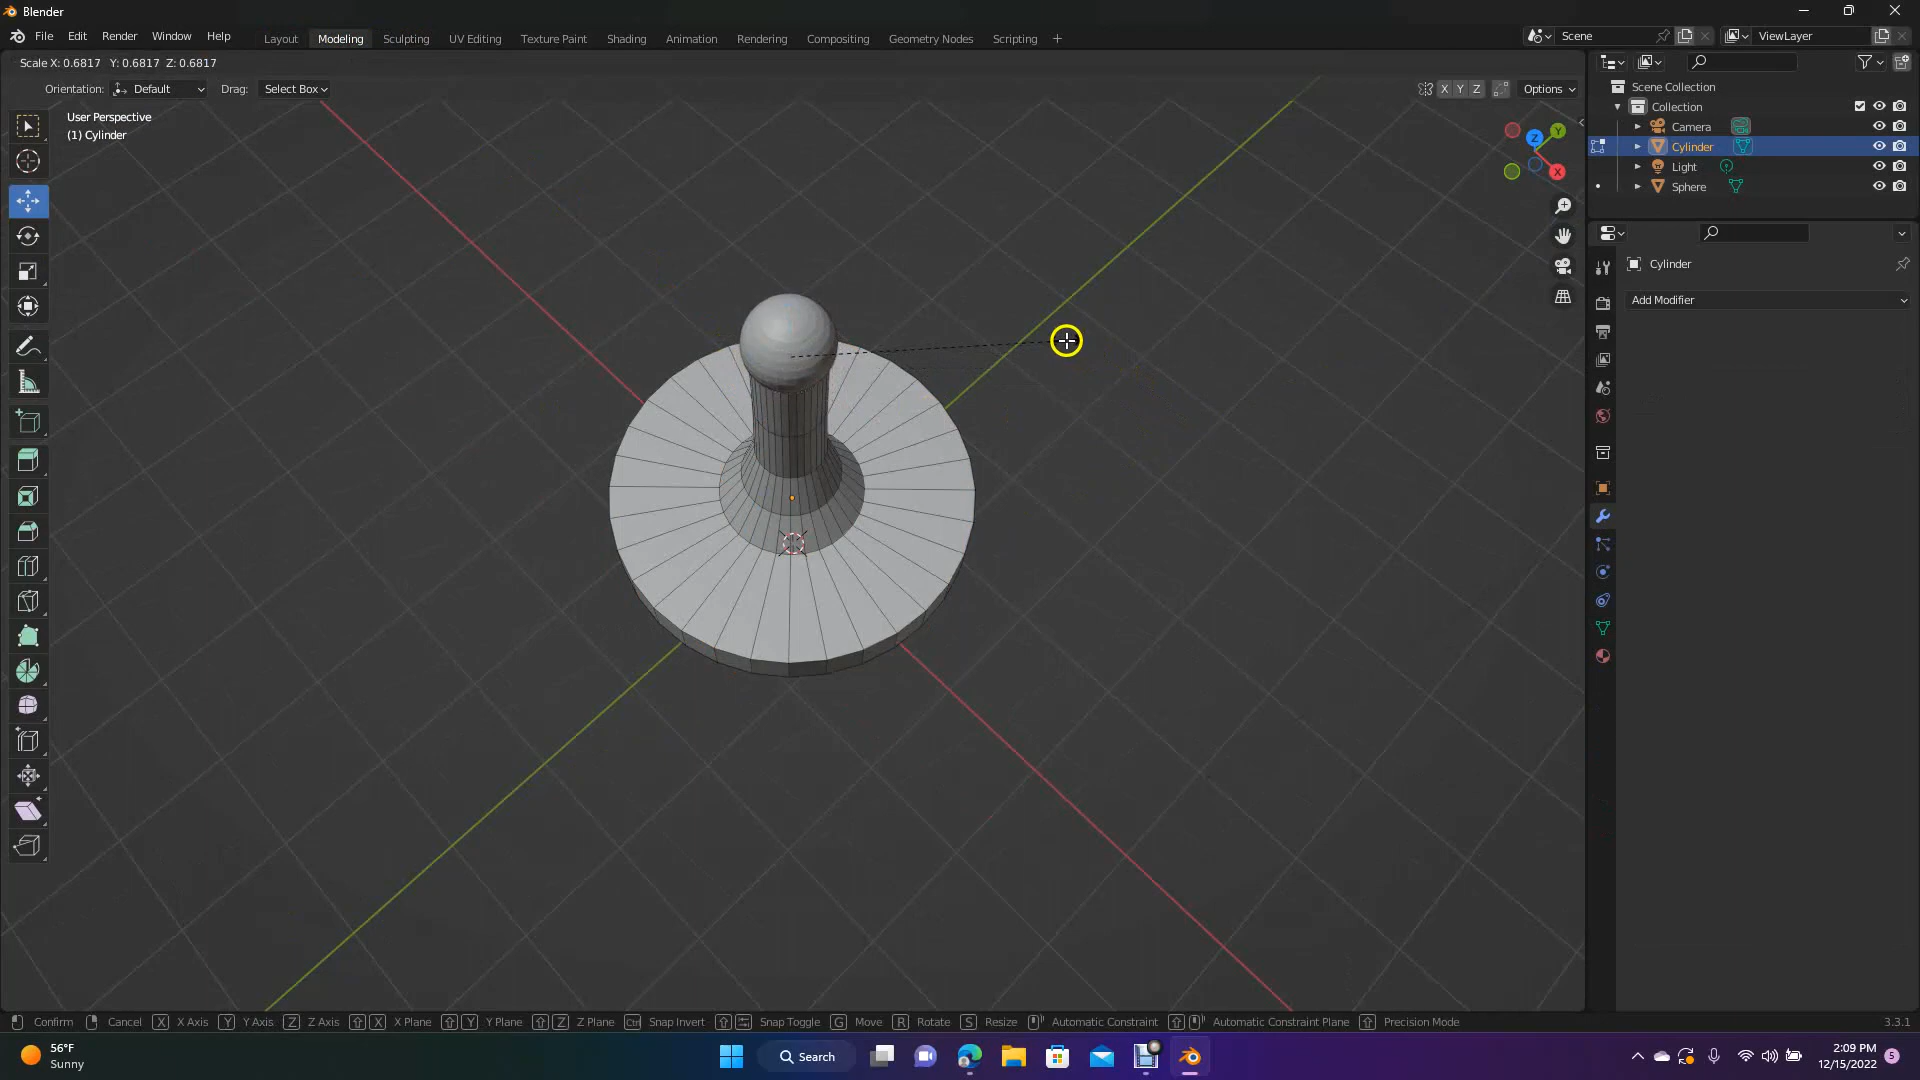 Blender
File Edit Render Window Help Layout Modeling Sculpting UV Editing Texture Paint Shading Animation Rendering Compositing Geometry Nodes Scripting + Scene ViewLayer
Scale X: 0.6817 Y: 0.6817 Z: 0.6817
Orientation: Default Drag: Select Box X Y Z Options
User Perspective
(1) Cylinder
Z Y X
Scene Collection
Collection
Camera
Cylinder
Light
Sphere
Cylinder
Add Modifier
Confirm Cancel X X Axis Y Y Axis Z Z Axis X X Plane Y Y Plane Z Z Plane Ctrl Snap Invert Snap Toggle G Move R Rotate S Resize Automatic Constraint Automatic Constraint Plane Precision Mode 3.3.1
56°F
Sunny
Search
2:09 PM
12/15/2022
5